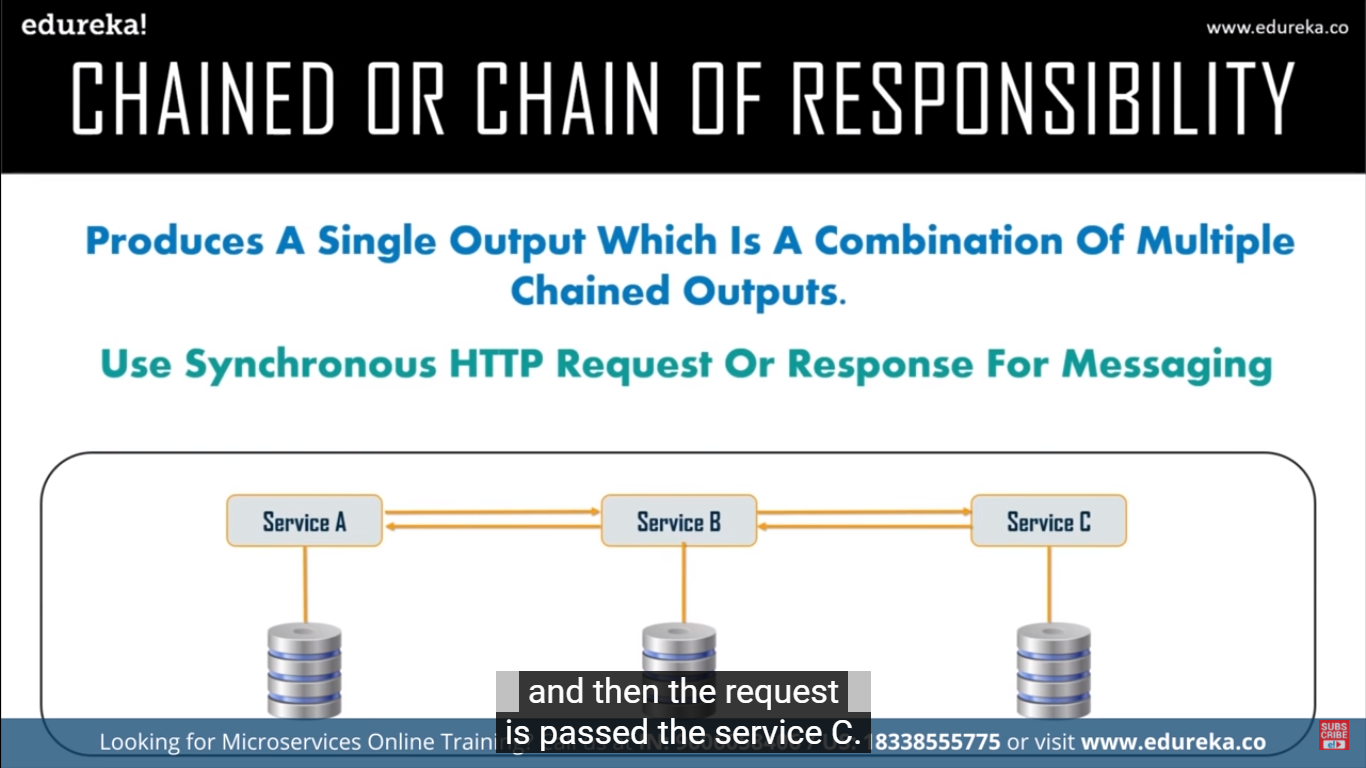 edureka!
www.edureka.co
CHAINED OR CHAIN OF RESPONSIBILITY
Produces A Single Output Which Is A Combination Of Multiple
Chained Outputs.
Use Synchronous HTTP Request Or Response For Messaging
Service A
Service B
Service C
and then the request
is passed the service C.
Looking for Microservices Online Training 18338555775 or visit www.edureka.co
SUBS
CRIBE